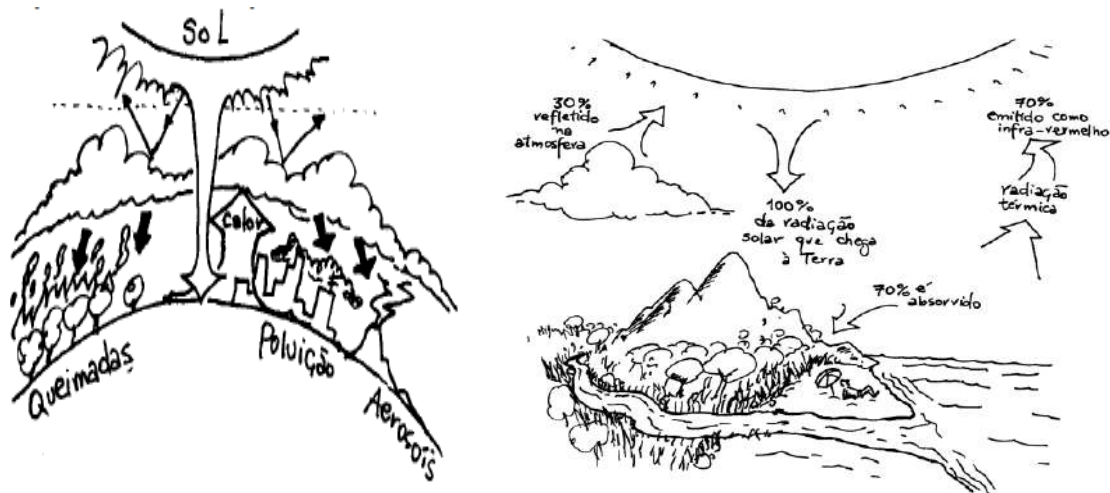 SOL
calor
Queimadas
Poluição
Aerosóis
30%
refletido
na
atmosfera
100%
da radiação
solar que chega
à Terra
70%
emitido como
infra-vermelho
radiação
térmica
70% é
absorvido